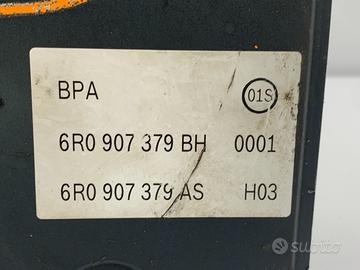 BPA 01S
6R0 907 379 BH 0001
6R0 907 379 AS H03
subito